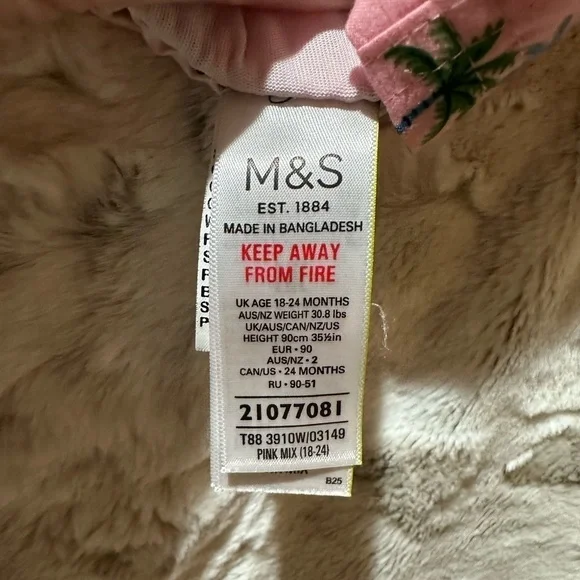 M&S
EST. 1884
MADE IN BANGLADESH
KEEP AWAY
FROM FIRE
UK AGE 18-24 MONTHS
AUS/NZ WEIGHT 30.8 lbs
UK/AUS/CAN/NZ/US
HEIGHT 90cm 35½in
EUR • 90
AUS/NZ • 2
CAN/US • 24 MONTHS
RU • 90-51
21077081
T88 3910W/03149
PINK MIX (18-24)
B25